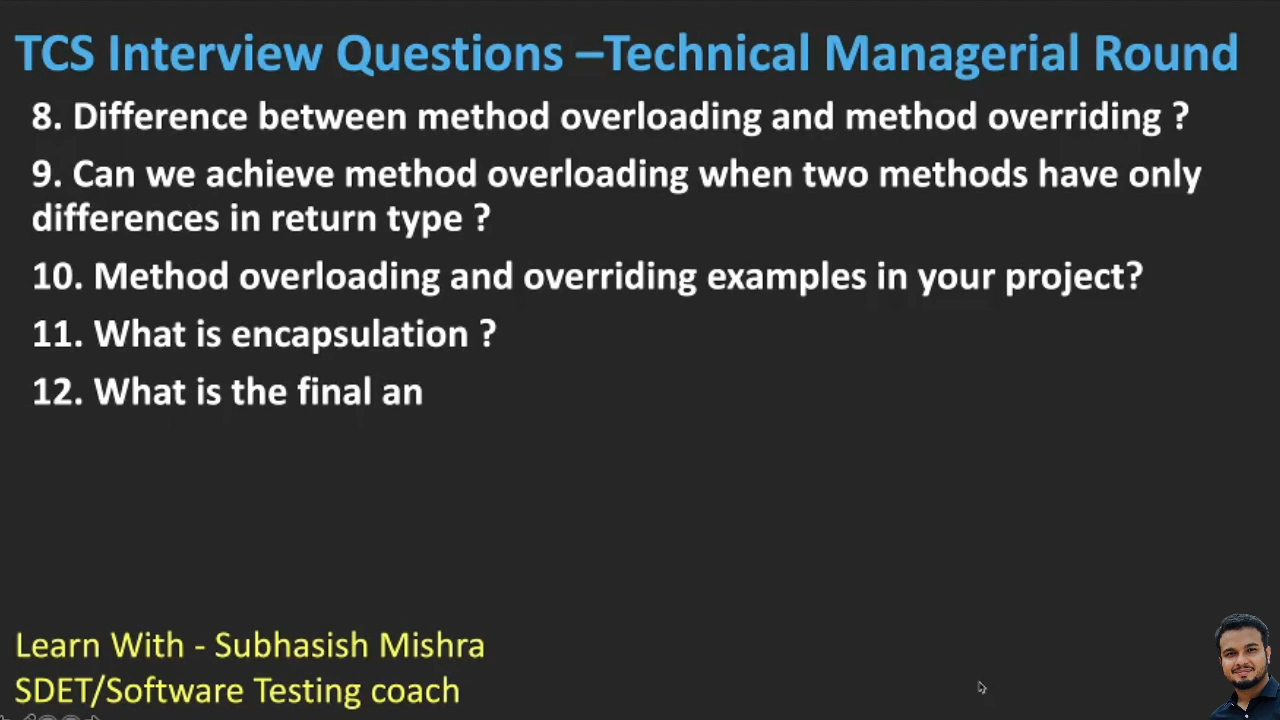 TCS Interview Questions –Technical Managerial Round
8. Difference between method overloading and method overriding ?
9. Can we achieve method overloading when two methods have only
differences in return type ?
10. Method overloading and overriding examples in your project?
11. What is encapsulation ?
12. What is the final an
Learn With - Subhasish Mishra
SDET/Software Testing coach